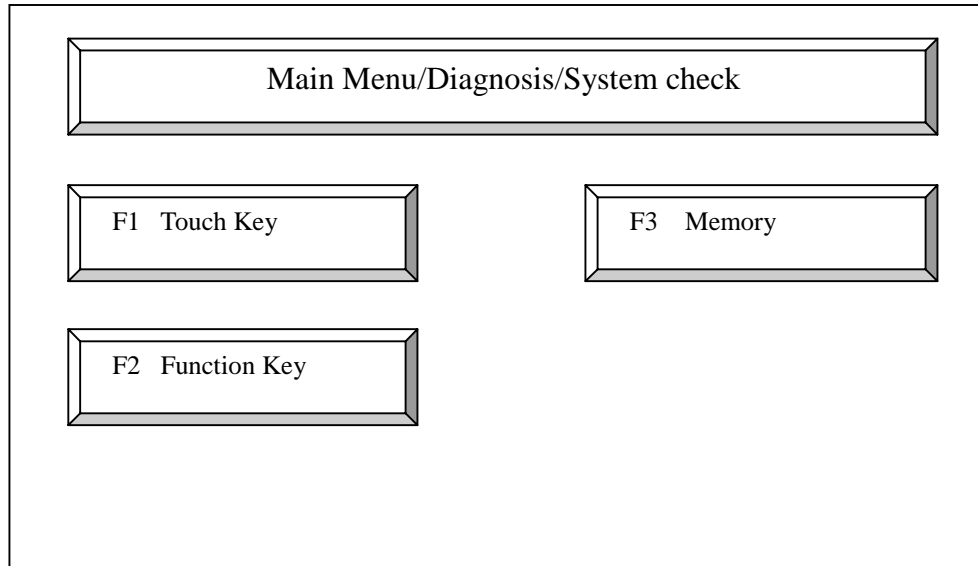 Main Menu/Diagnosis/System check
F1 Touch Key
F3 Memory
F2 Function Key